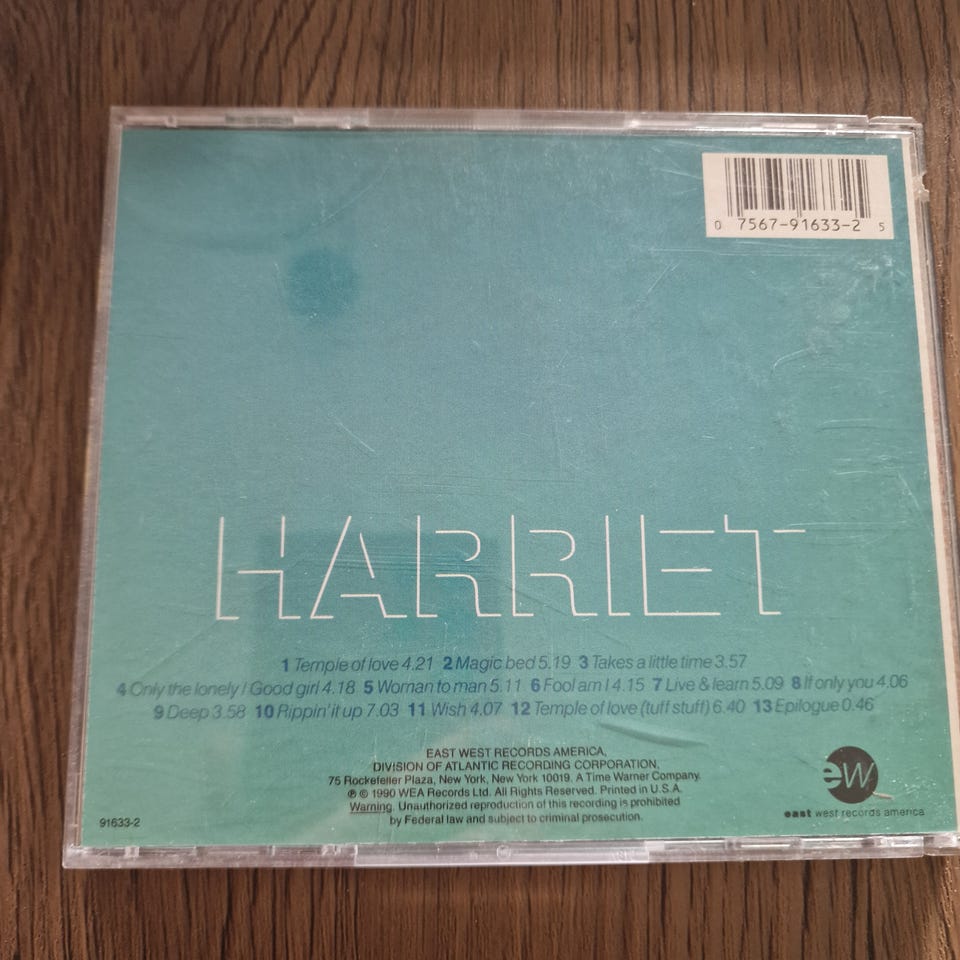 0 7567-91633-2 5
HARRIET
1 Temple of love 4.21 2 Magic bed 5.19 3 Takes a little time 3.57
4 Only the lonely / Good girl 4.18 5 Woman to man 5.11 6 Fool am I 4.15 7 Live & learn 5.09 8 If only you 4.06
9 Deep 3.58 10 Rippin' it up 7.03 11 Wish 4.07 12 Temple of love (tuff stuff) 6.40 13 Epilogue 0.46
EAST WEST RECORDS AMERICA,
DIVISION OF ATLANTIC RECORDING CORPORATION,
75 Rockefeller Plaza, New York, New York 10019. A Time Warner Company.
℗ © 1990 WEA Records Ltd. All Rights Reserved. Printed in U.S.A.
Warning. Unauthorized reproduction of this recording is prohibited
by Federal law and subject to criminal prosecution.
91633-2
ew
east west records america